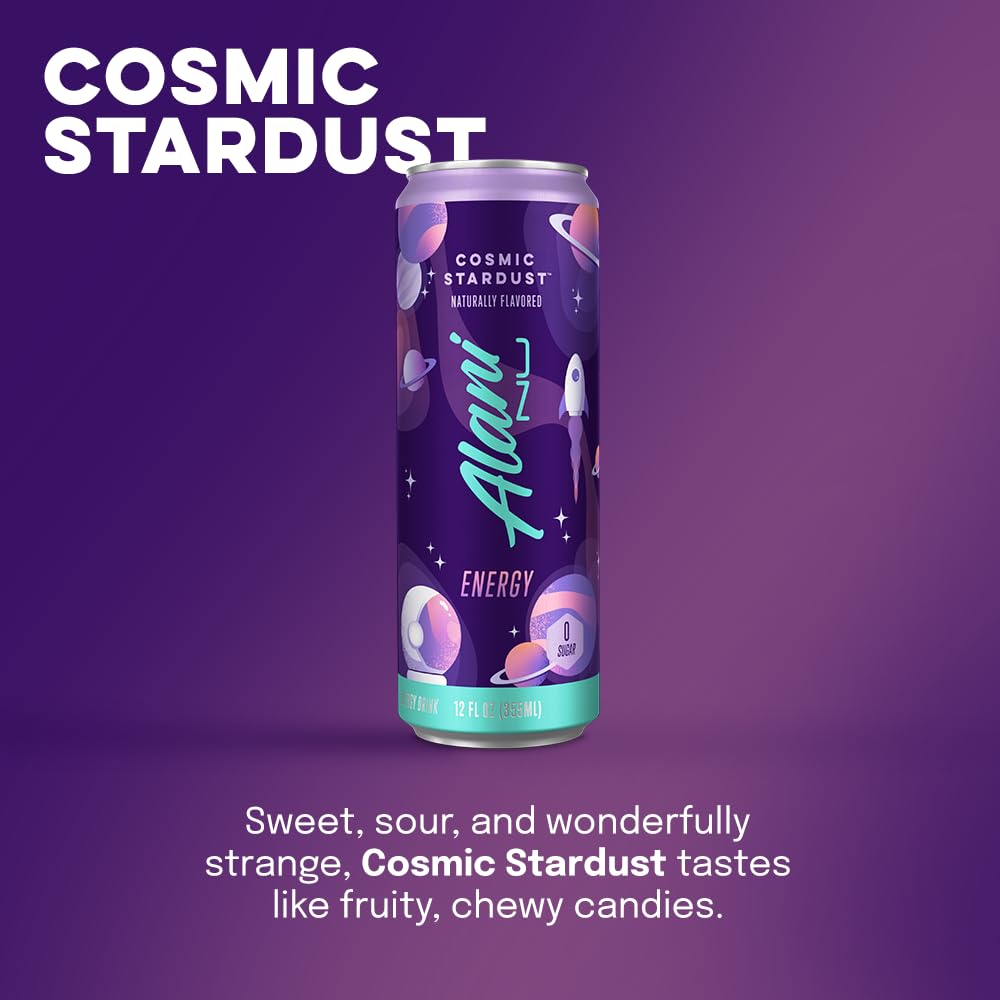 COSMIC
STARDUST
COSMIC
STARDUST™
NATURALLY FLAVORED
Alani
NU
ENERGY
0
SUGAR
DRINK 12 FL OZ (355ML)
Sweet, sour, and wonderfully
strange, Cosmic Stardust tastes
like fruity, chewy candies.